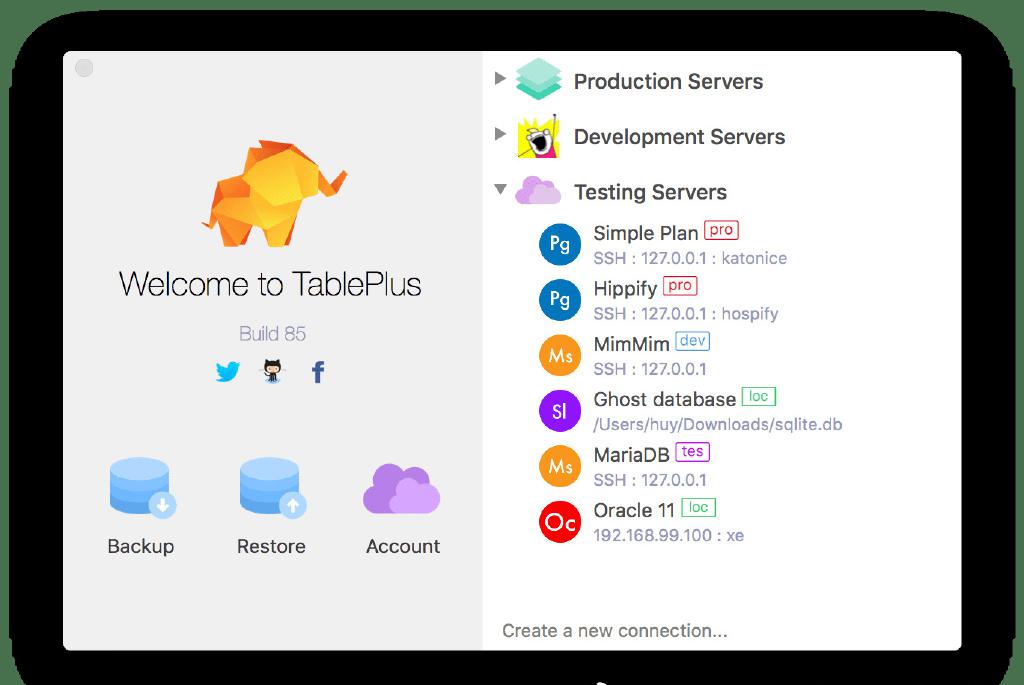 Welcome to TablePlus
Build 85
Backup
Restore
Account
Production Servers
Development Servers
Testing Servers
Pg
Simple Plan pro
SSH : 127.0.0.1 : katonice
Pg
Hippify pro
SSH : 127.0.0.1 : hospify
Ms
MimMim dev
SSH : 127.0.0.1
Sl
Ghost database loc
/Users/huy/Downloads/sqlite.db
Ms
MariaDB tes
SSH : 127.0.0.1
Oc
Oracle 11 loc
192.168.99.100 : xe
Create a new connection...